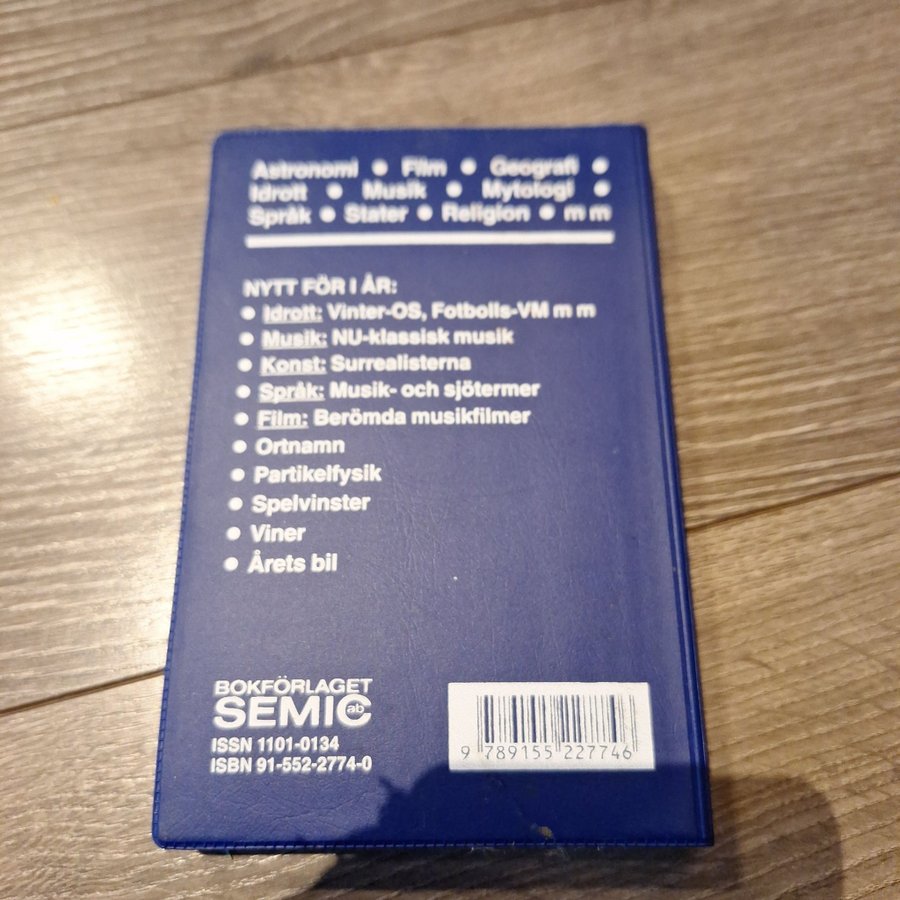 Astronomi • Film • Geografi •
Idrott • Musik • Mytologi •
Språk • Stater • Religion • m m
NYTT FÖR I ÅR:
• Idrott: Vinter-OS, Fotbolls-VM m m
• Musik: NU-klassisk musik
• Konst: Surrealisterna
• Språk: Musik- och sjötermer
• Film: Berömda musikfilmer
• Ortnamn
• Partikelfysik
• Spelvinster
• Viner
• Årets bil
BOKFÖRLAGET
SEMIC ab
ISSN 1101-0134
ISBN 91-552-2774-0
9 789155 227746